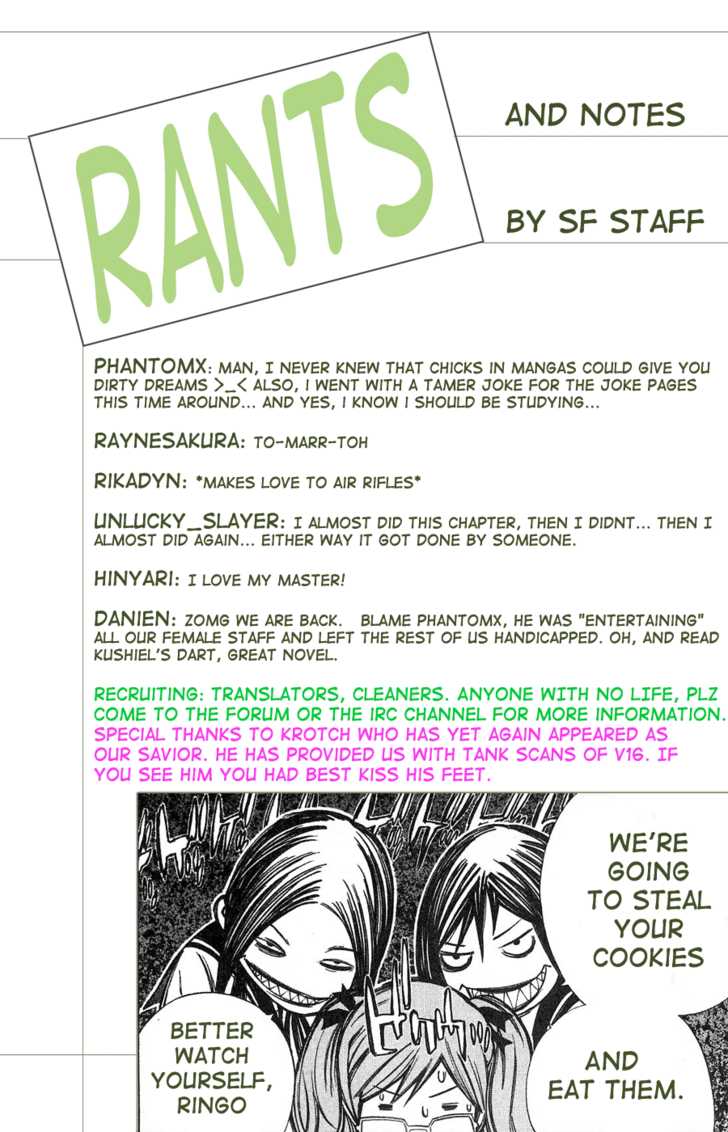 RANTS
AND NOTES
BY SF STAFF
PHANTOMX: MAN, I NEVER KNEW THAT CHICKS IN MANGAS COULD GIVE YOU
DIRTY DREAMS >_< ALSO, I WENT WITH A TAMER JOKE FOR THE JOKE PAGES
THIS TIME AROUND... AND YES, I KNOW I SHOULD BE STUDYING...
RAYNESAKURA: TO-MARR-TOH
RIKADYN: *MAKES LOVE TO AIR RIFLES*
UNLUCKY_SLAYER: I ALMOST DID THIS CHAPTER, THEN I DIDNT... THEN I
ALMOST DID AGAIN... EITHER WAY IT GOT DONE BY SOMEONE.
HINYARI: I LOVE MY MASTER!
DANIEN: ZOMG WE ARE BACK. BLAME PHANTOMX, HE WAS "ENTERTAINING"
ALL OUR FEMALE STAFF AND LEFT THE REST OF US HANDICAPPED. OH, AND READ
KUSHIEL'S DART, GREAT NOVEL.
RECRUITING: TRANSLATORS, CLEANERS. ANYONE WITH NO LIFE, PLZ
COME TO THE FORUM OR THE IRC CHANNEL FOR MORE INFORMATION.
SPECIAL THANKS TO KROTCH WHO HAS YET AGAIN APPEARED AS
OUR SAVIOR. HE HAS PROVIDED US WITH TANK SCANS OF V16. IF
YOU SEE HIM YOU HAD BEST KISS HIS FEET.
WE'RE
GOING
TO STEAL
YOUR
COOKIES
AND
EAT THEM.
BETTER
WATCH
YOURSELF,
RINGO